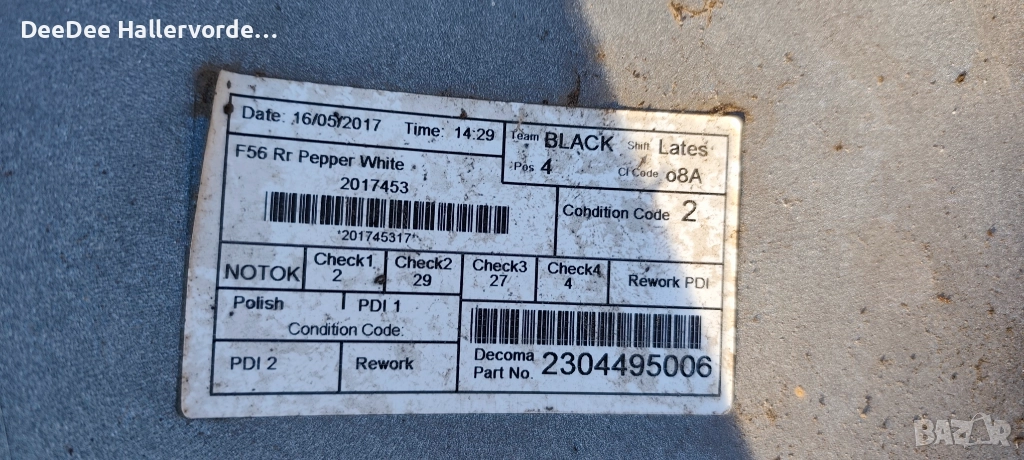 DeeDee Hallervorde...
Date: 16/05/2017 Time: 14:29
Team BLACK Shift Lates
Pos 4 CI Code o8A
F56 Rr Pepper White
2017453
*201745317*
Condition Code 2
NOTOK Check1 2 Check2 29 Check3 27 Check4 4 Rework PDI
Polish PDI 1
Condition Code:
PDI 2 Rework
Decoma Part No. 2304495006
BAZAR